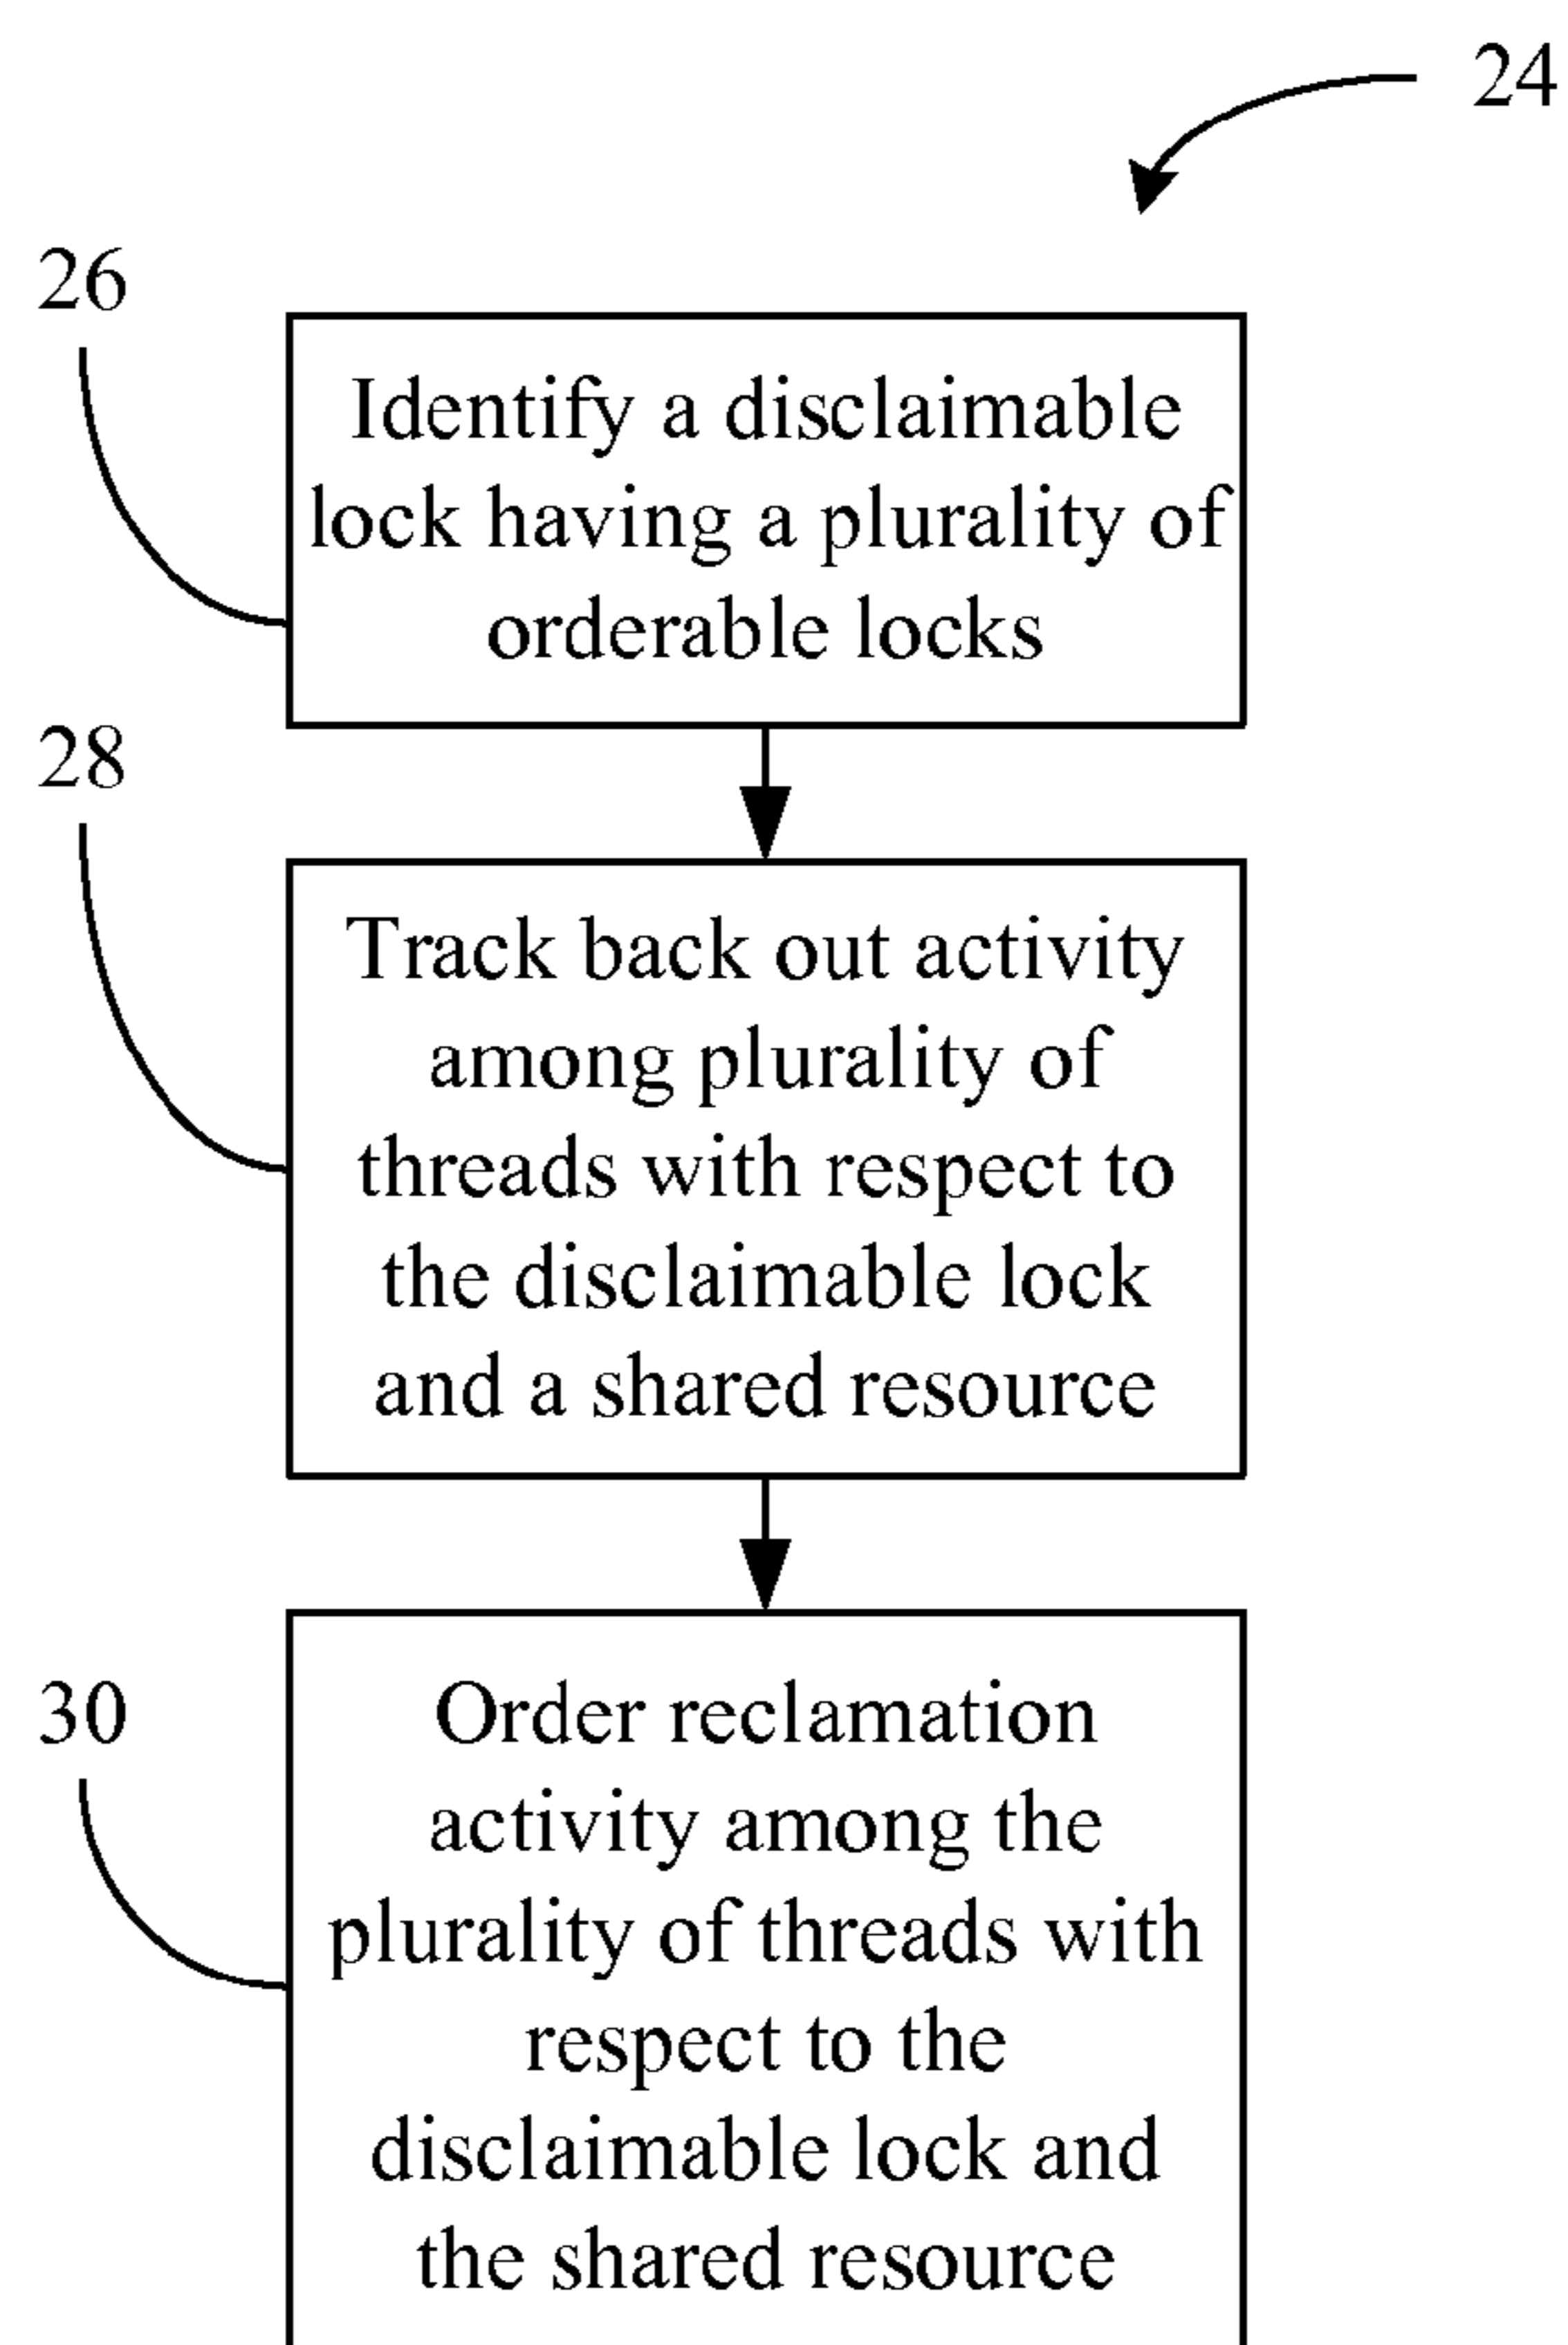 24
26
Identify a disclaimable
lock having a plurality of
orderable locks
28
Track back out activity
among plurality of
threads with respect to
the disclaimable lock
and a shared resource
30
Order reclamation
activity among the
plurality of threads with
respect to the
disclaimable lock and
the shared resource